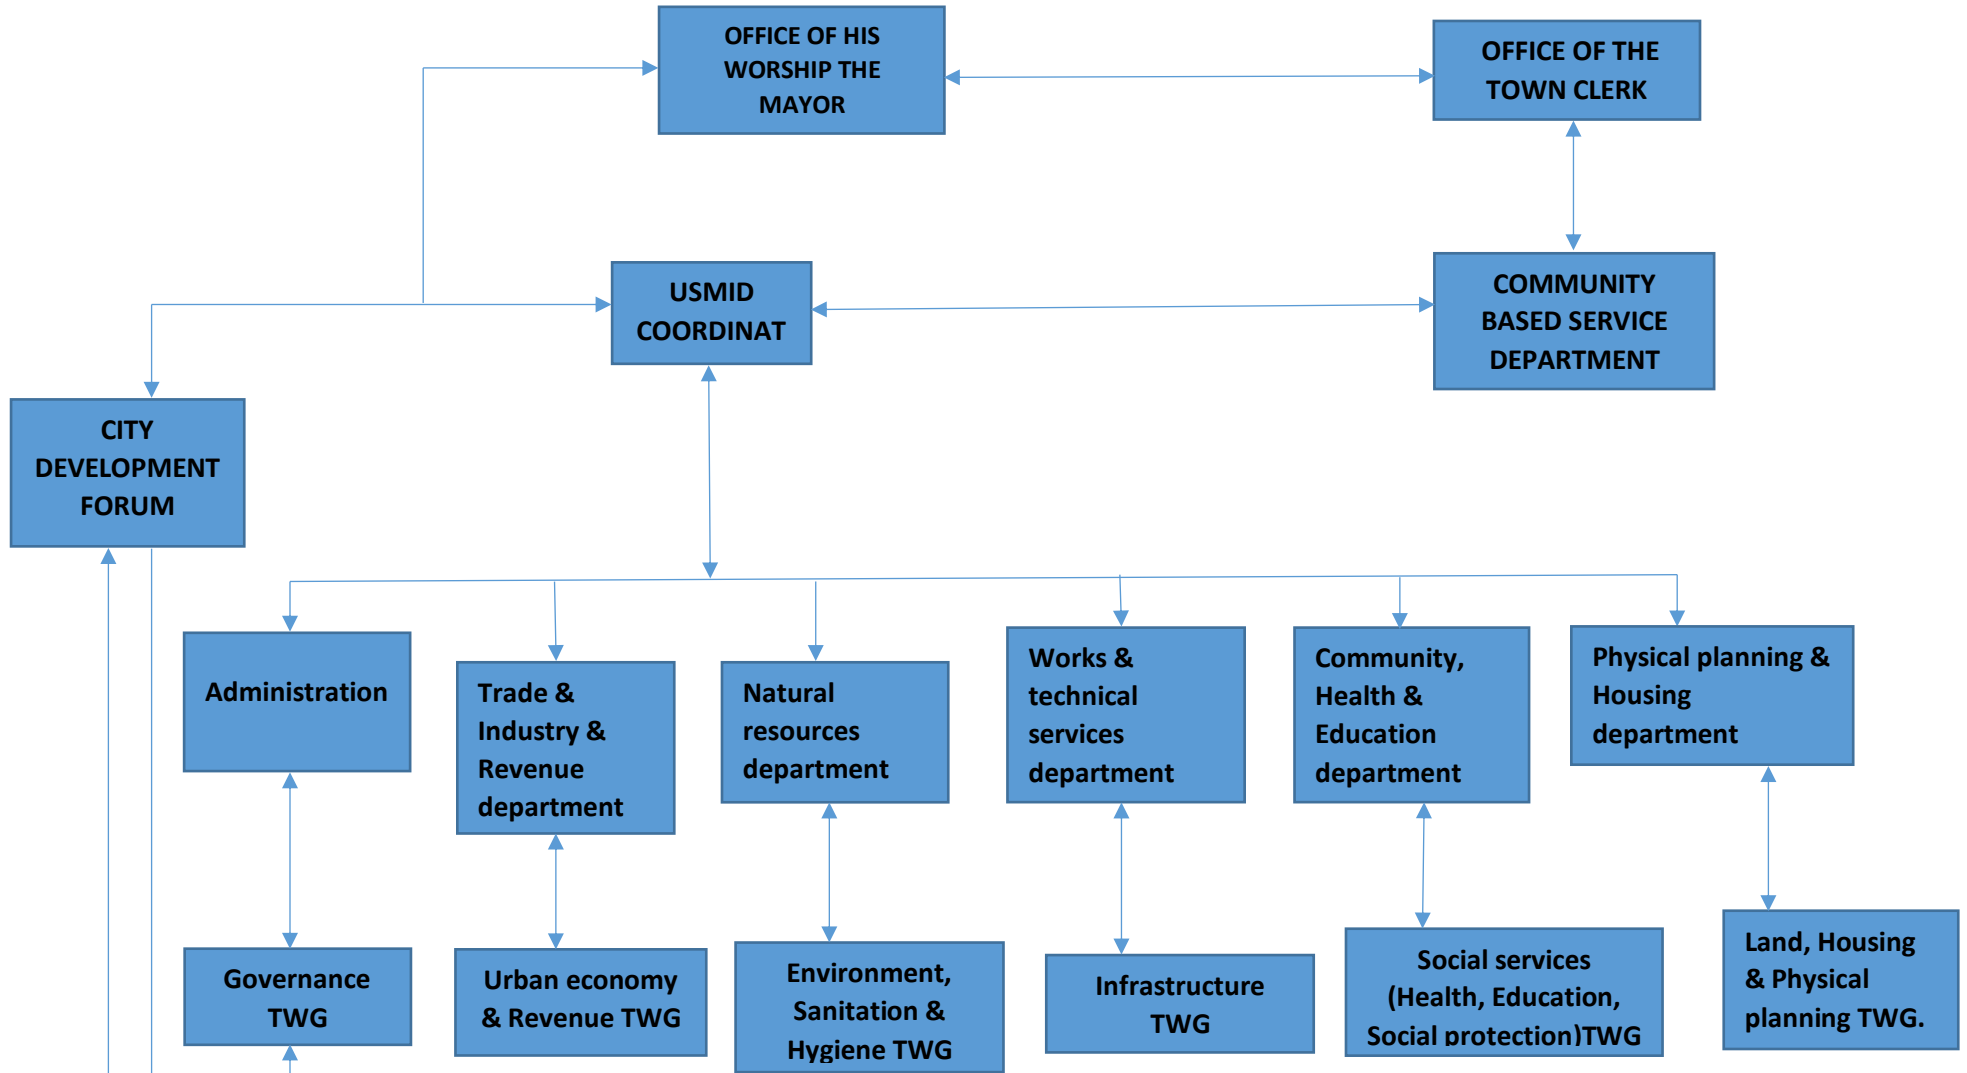 OFFICE OF HIS
WORSHIP THE
MAYOR
OFFICE OF THE
TOWN CLERK
USMID
COORDINAT
COMMUNITY
BASED SERVICE
DEPARTMENT
CITY
DEVELOPMENT
FORUM
Administration
Trade &
Industry &
Revenue
department
Natural
resources
department
Works &
technical
services
department
Community,
Health &
Education
department
Physical planning &
Housing
department
Governance
TWG
Urban economy
& Revenue TWG
Environment,
Sanitation &
Hygiene TWG
Infrastructure
TWG
Social services
(Health, Education,
Social protection)TWG
Land, Housing
& Physical
planning TWG.